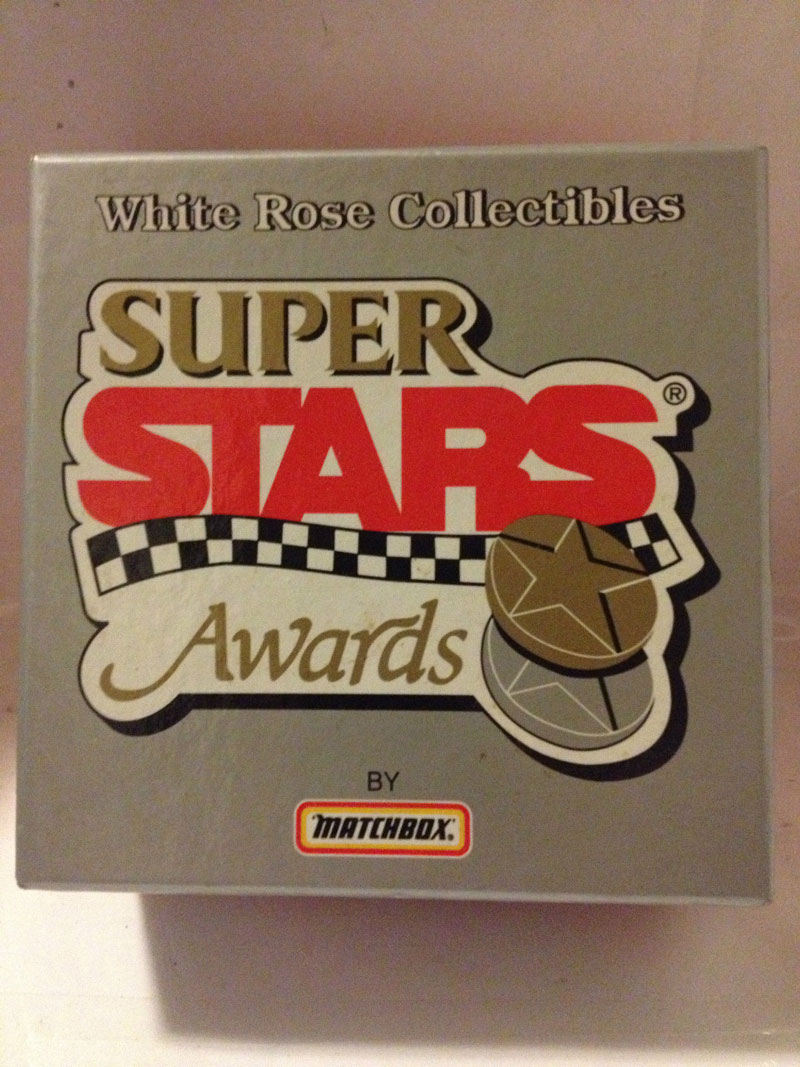 White Rose Collectibles
SUPER
STARS®
Awards
BY
MATCHBOX®